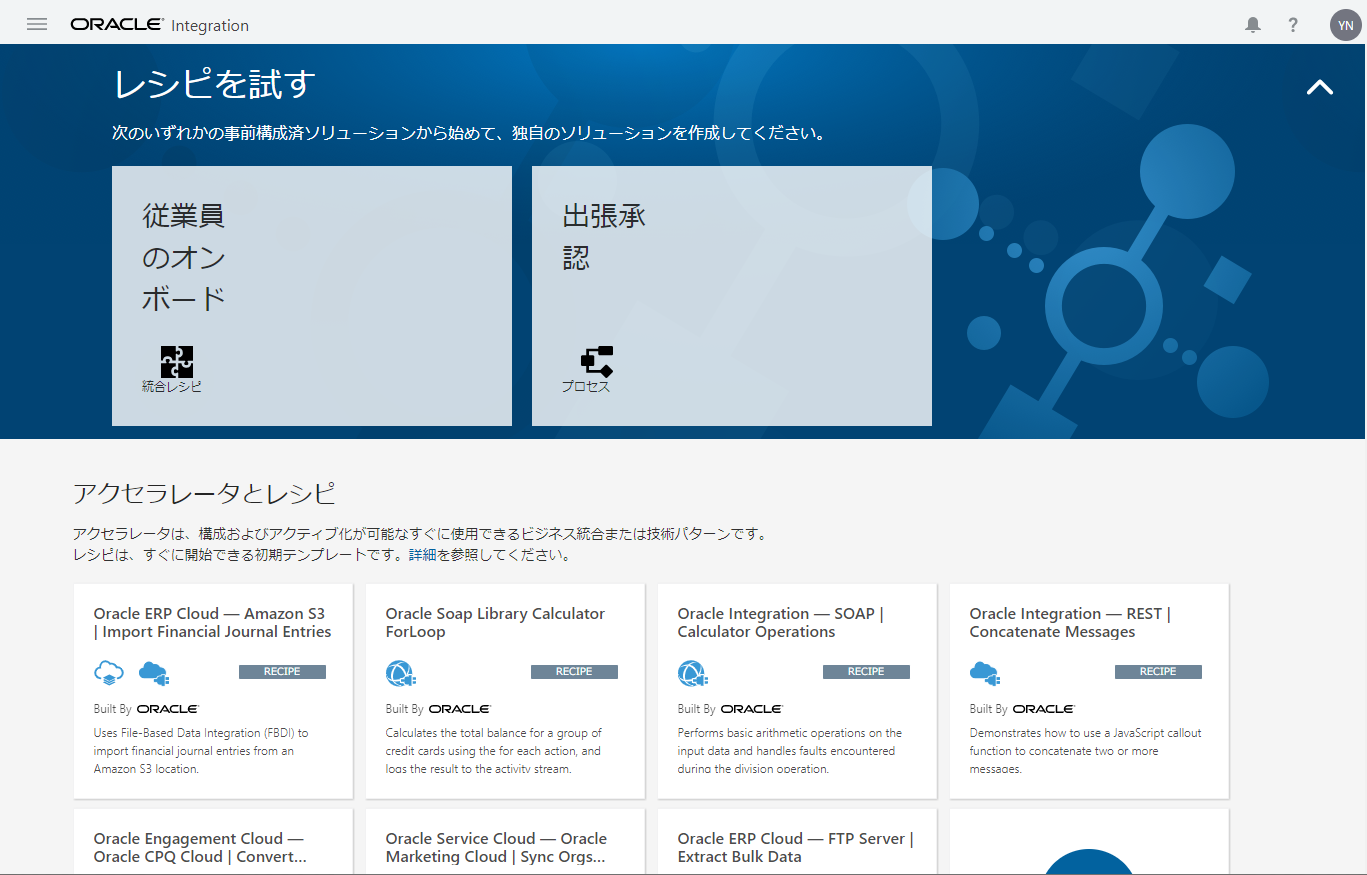 ORACLE Integration
?
YN
レシピを試す
次のいずれかの事前構成済ソリューションから始めて、独自のソリューションを作成してください。
従業員
のオン
ボード
統合レシピ
出張承
認
プロセス
アクセラレータとレシピ
アクセラレータは、構成およびアクティブ化が可能なすぐに使用できるビジネス統合または技術パターンです。
レシピは、すぐに開始できる初期テンプレートです。詳細を参照してください。
Oracle ERP Cloud — Amazon S3
| Import Financial Journal Entries
RECIPE
Built By ORACLE
Uses File-Based Data Integration (FBDI) to
import financial journal entries from an
Amazon S3 location.
Oracle Soap Library Calculator
ForLoop
RECIPE
Built By ORACLE
Calculates the total balance for a group of
credit cards using the for each action, and
logs the result to the activity stream.
Oracle Integration — SOAP |
Calculator Operations
RECIPE
Built By ORACLE
Performs basic arithmetic operations on the
input data and handles faults encountered
during the division operation.
Oracle Integration — REST |
Concatenate Messages
RECIPE
Built By ORACLE
Demonstrates how to use a JavaScript callout
function to concatenate two or more
messages.
Oracle Engagement Cloud —
Oracle CPQ Cloud | Convert...
Oracle Service Cloud — Oracle
Marketing Cloud | Sync Orgs...
Oracle ERP Cloud — FTP Server |
Extract Bulk Data